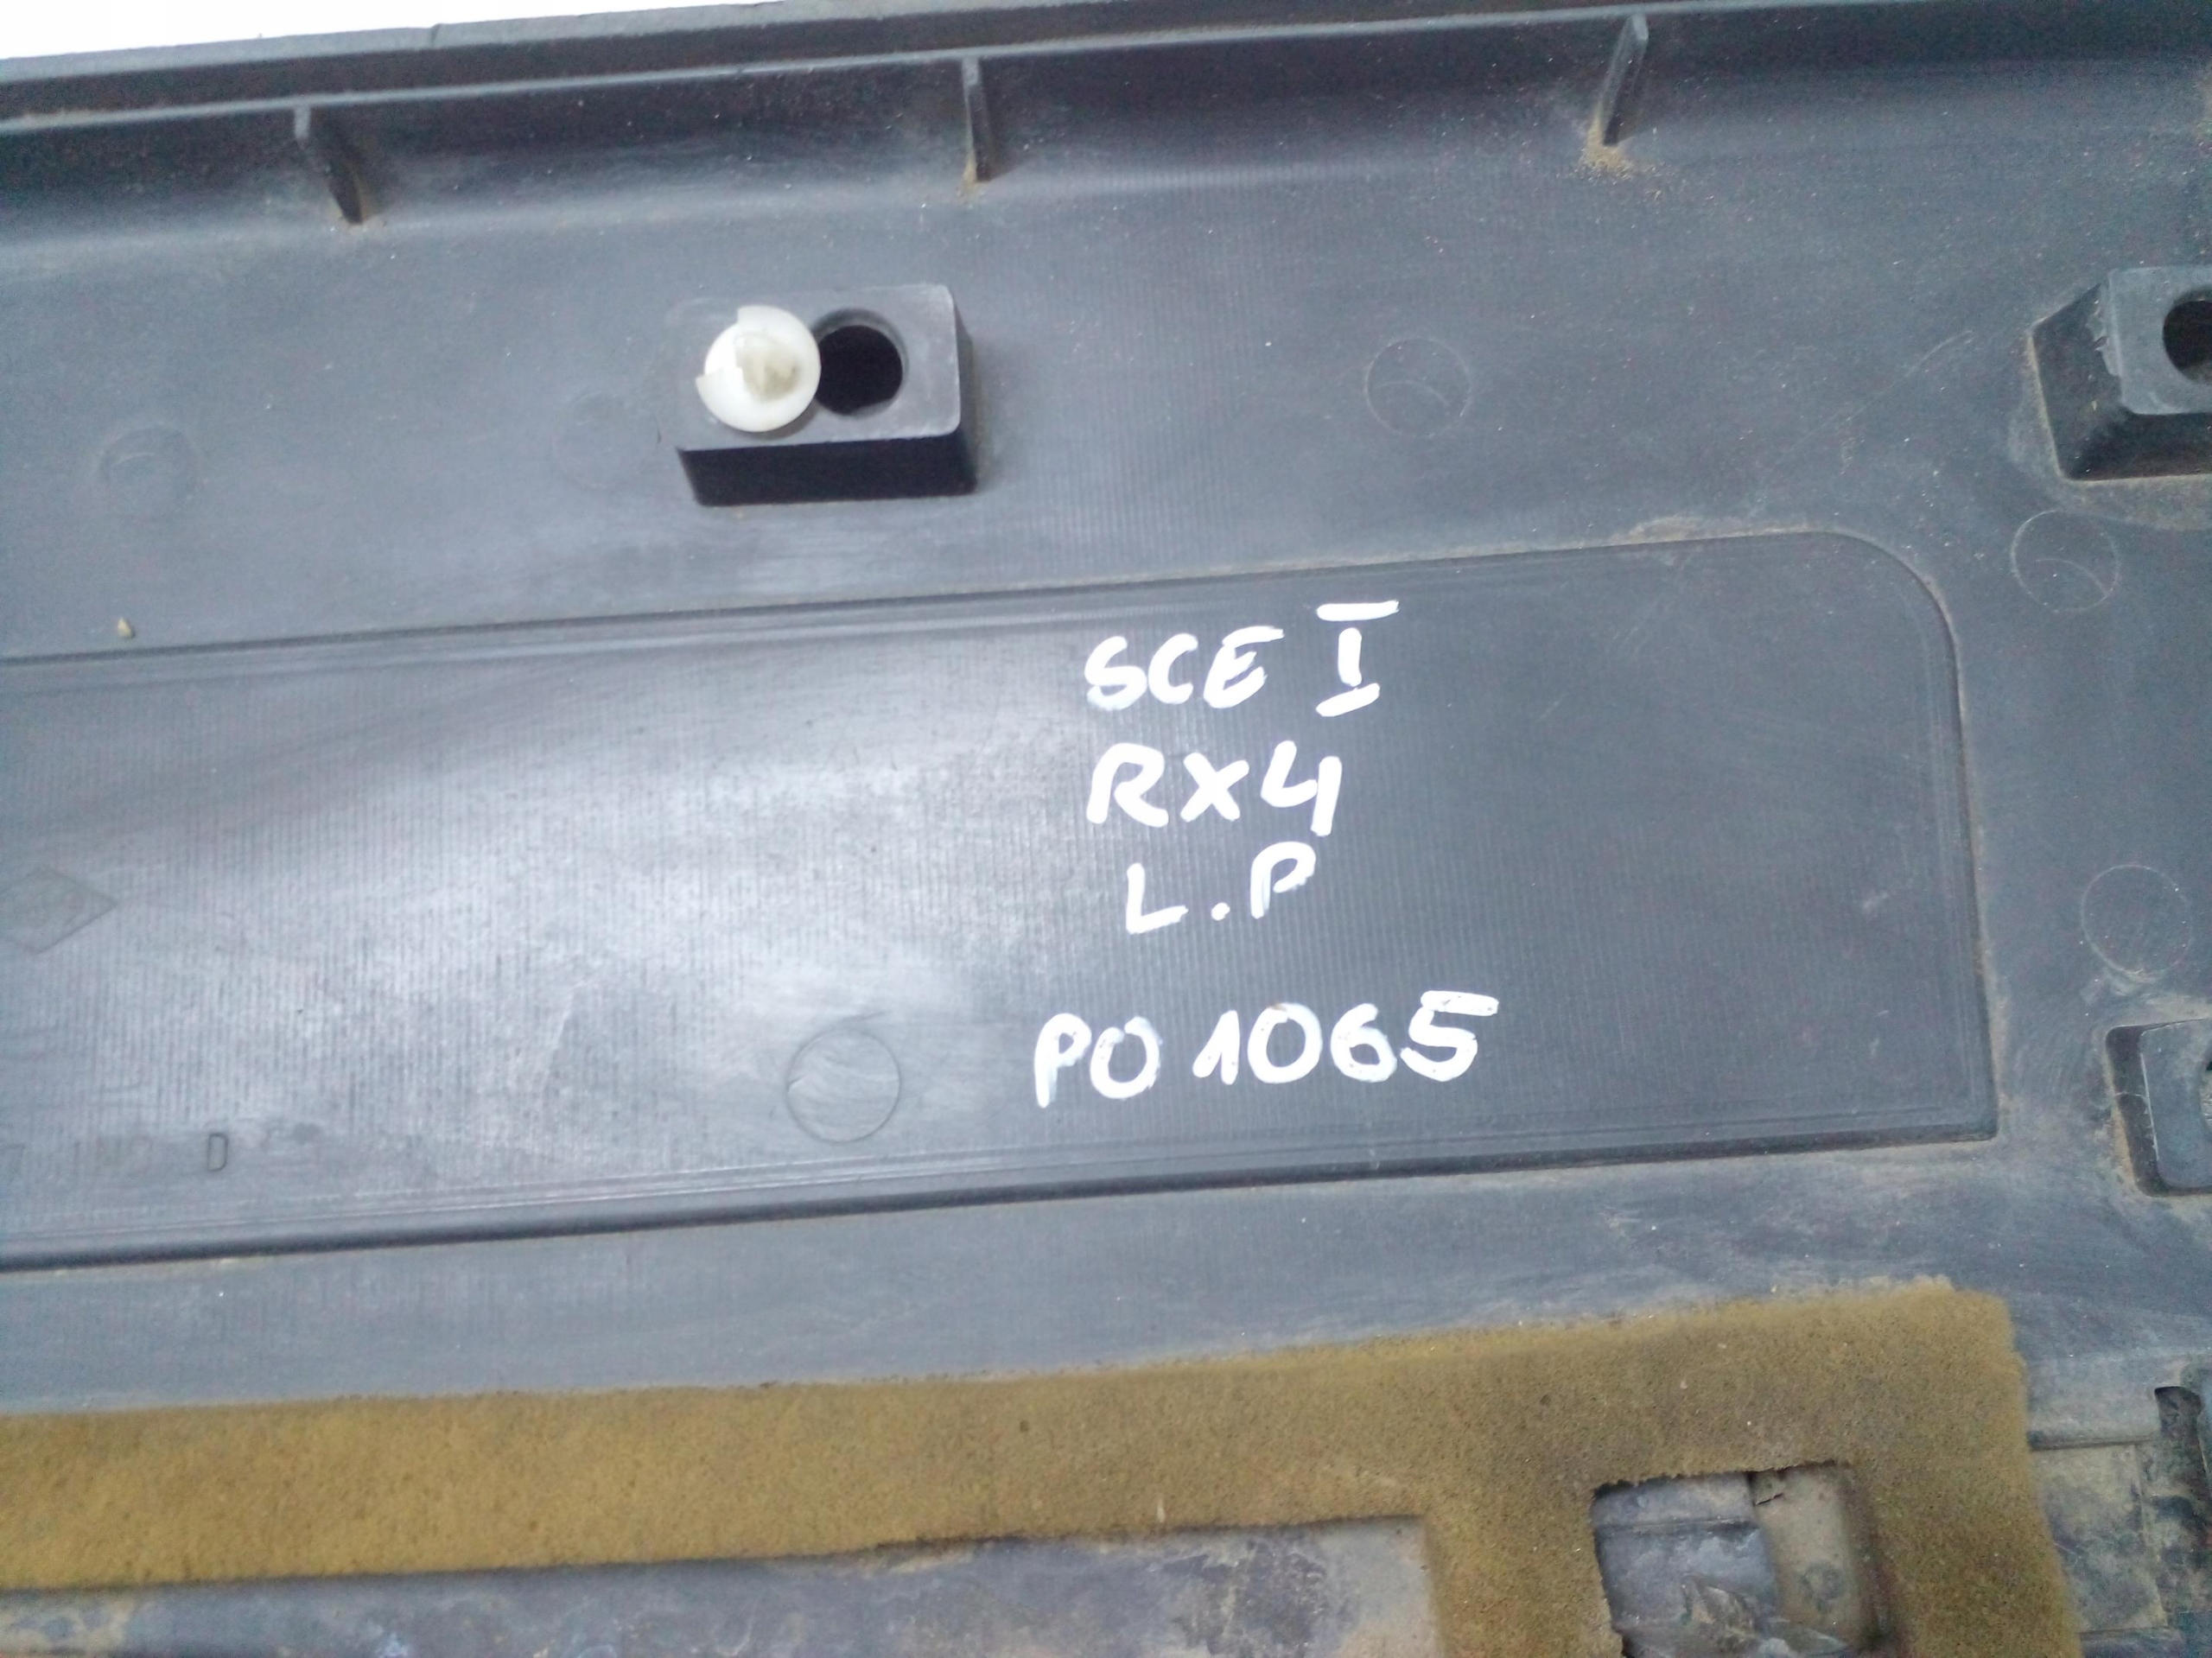 SCE I
RX4
L.P
PO 1065
D